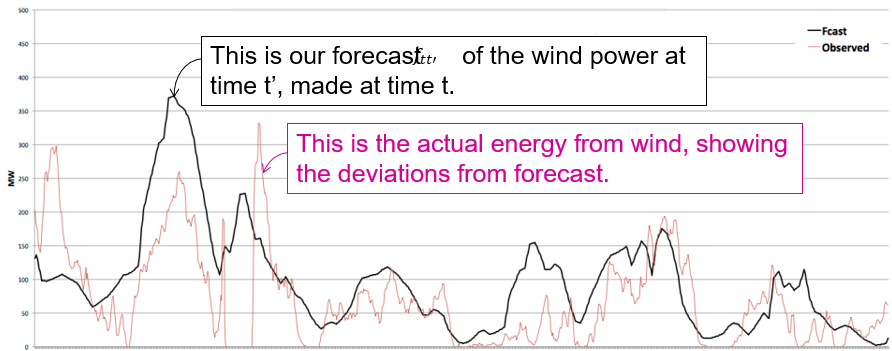 500
450
400
350
300
250
200
150
100
50
0
MW
Fcast
Observed
This is our forecast f_tt′ of the wind power at
time t’, made at time t.
This is the actual energy from wind, showing
the deviations from forecast.